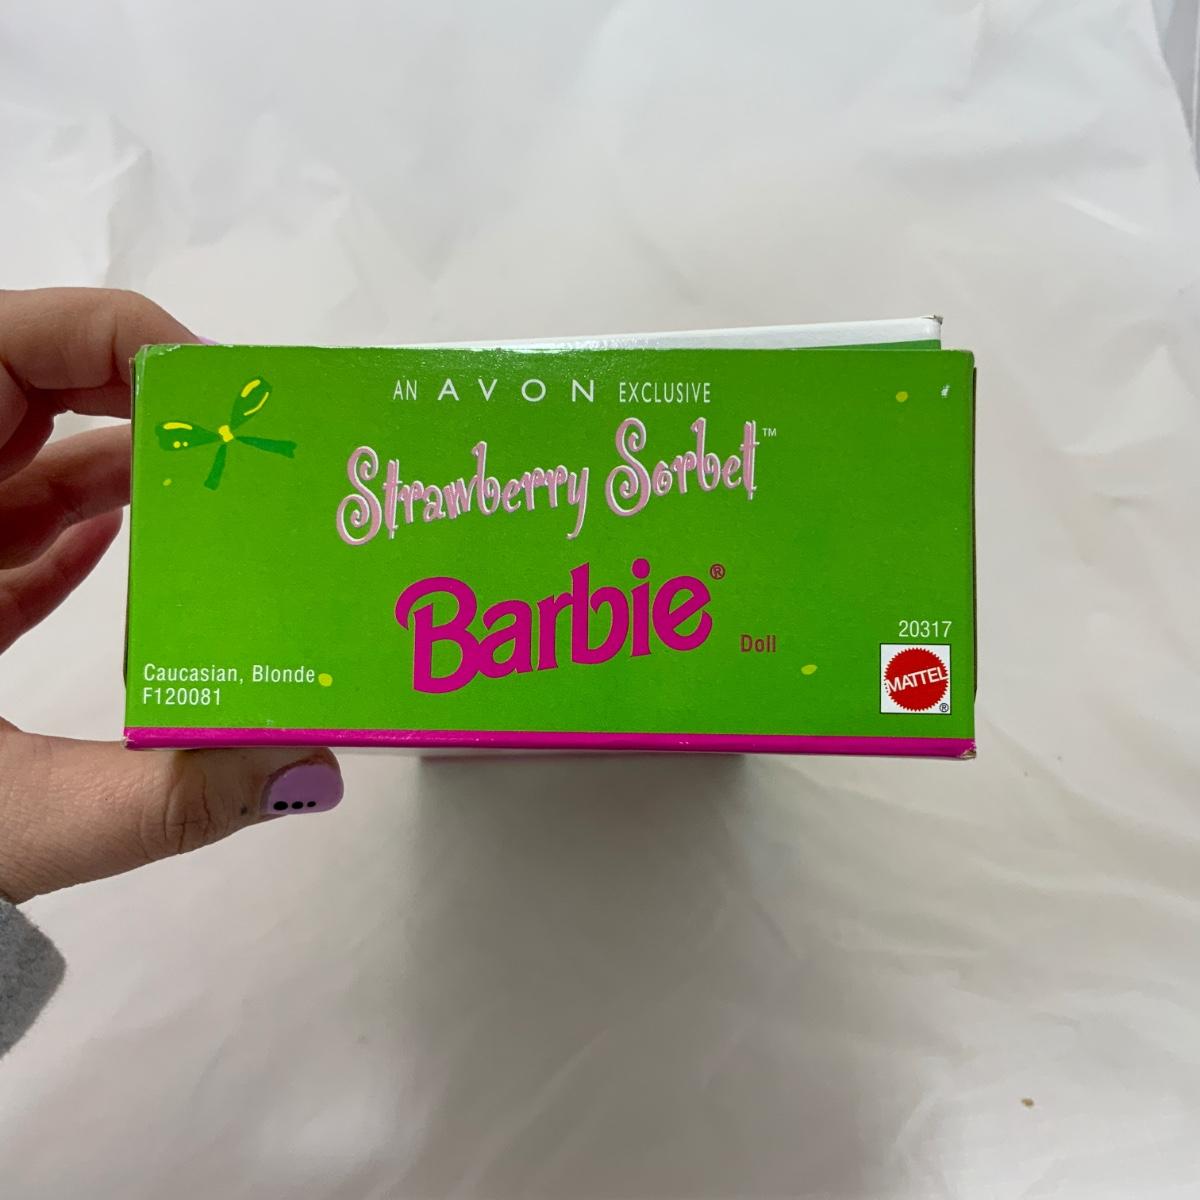 AN AVON EXCLUSIVE
Strawberry Sorbet™
Barbie®
Doll
Caucasian, Blonde
F120081
20317
MATTEL
®